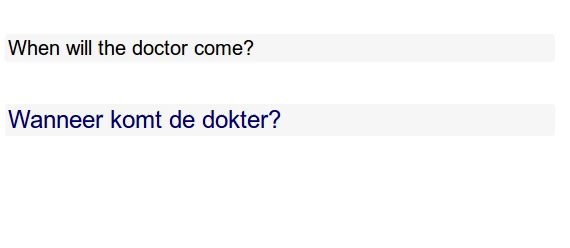 When will the doctor come?
Wanneer komt de dokter?